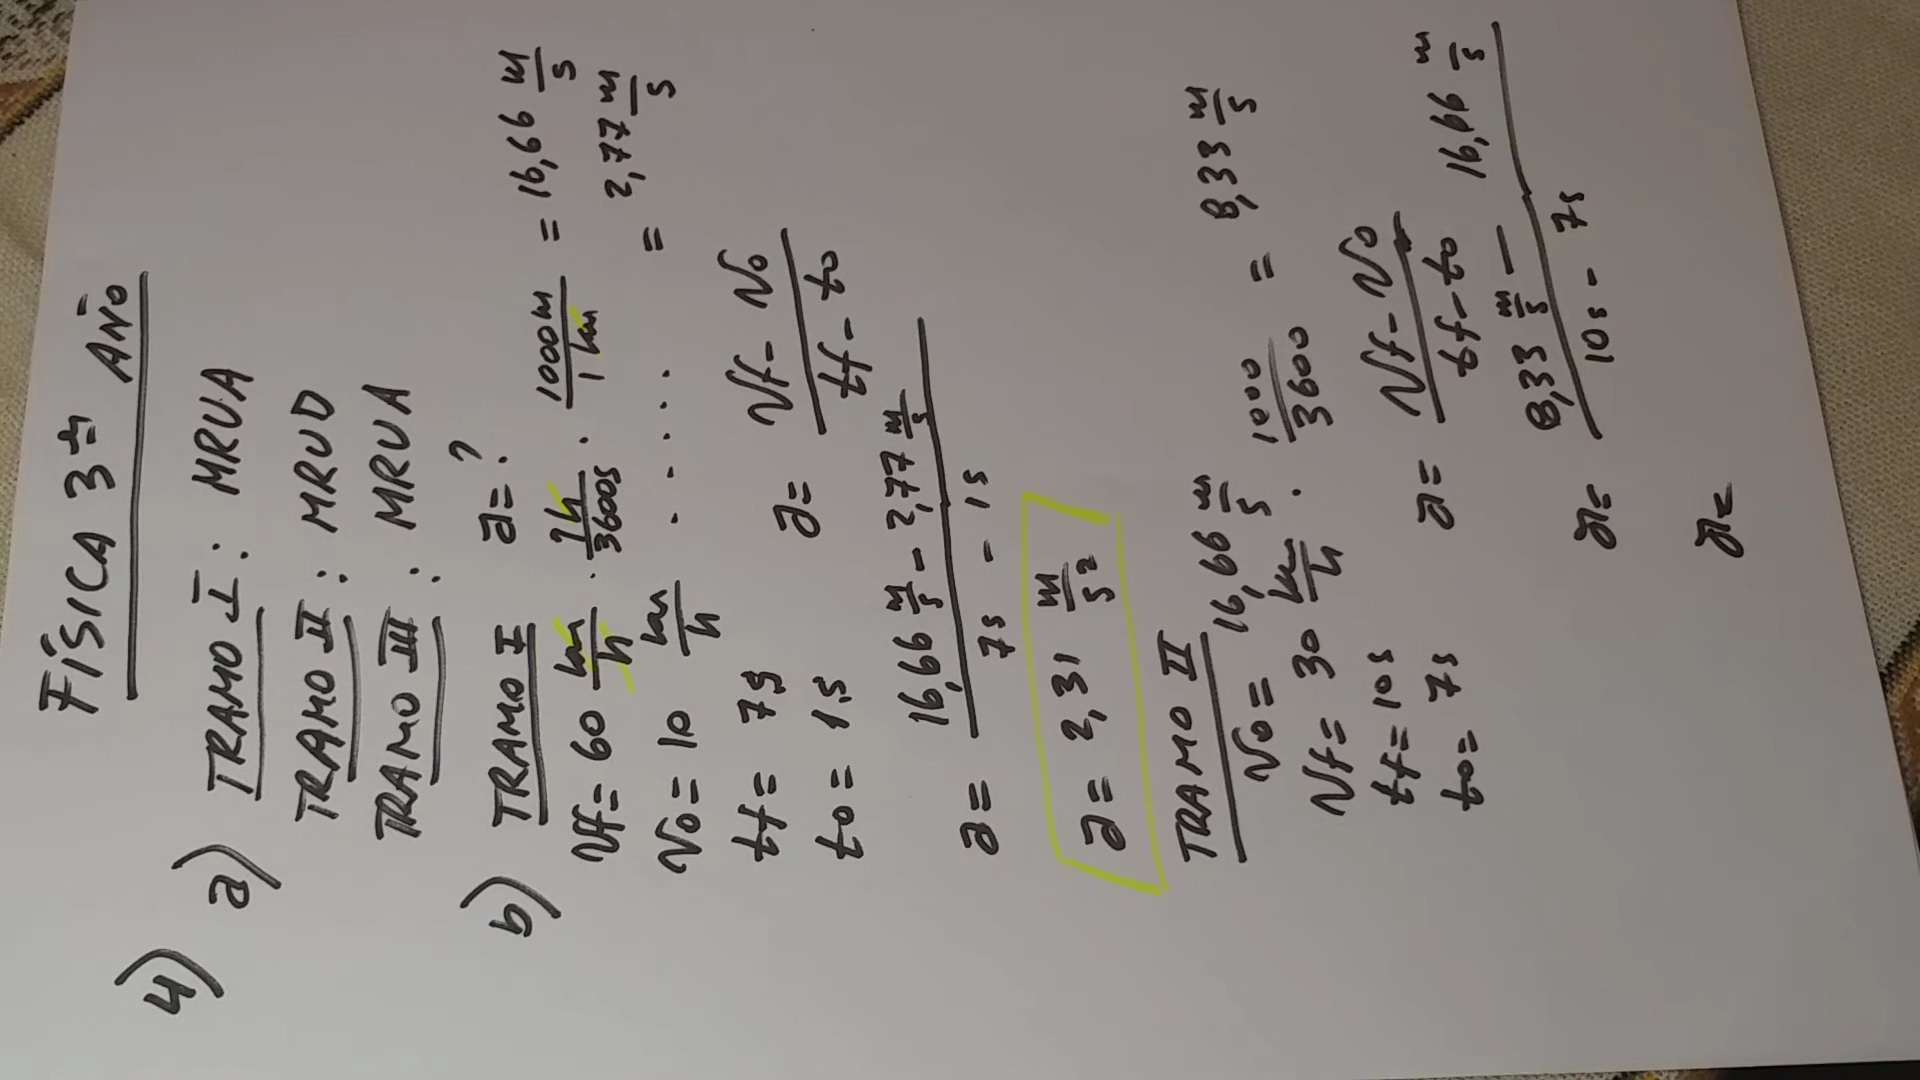 FÍSICA 3er AÑO
4) a) TRAMO I: MRUA
TRAMO II: MRUD
TRAMO III: MRUA
b) TRAMO I a=?
Vf= 60 km/h . 1h/3600s . 1000m/1km = 16,66 m/s
Vo= 10 km/h . . . . . . = 2,77 m/s
tf= 7s a= Vf- Vo / tf- to
to= 1s
a= 16,66 m/s - 2,77 m/s / 7s - 1s
a= 2,31 m/s²
TRAMO II
Vo= 16,66 m/s
Vf= 30 km/h . 1000/3600 = 8,33 m/s
tf= 10s a= Vf- Vo / tf- to
to= 7s
a= 8,33 m/s - 16,66 m/s / 10s - 7s
a=